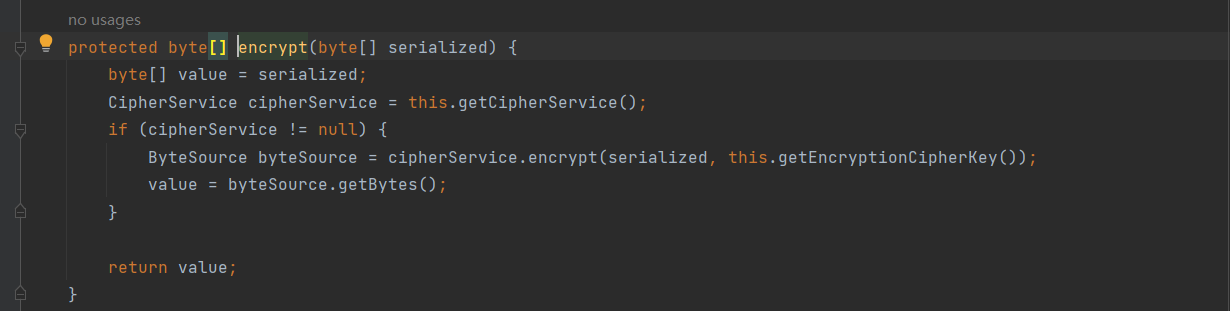 no usages
protected byte[] encrypt(byte[] serialized) {
byte[] value = serialized;
CipherService cipherService = this.getCipherService();
if (cipherService != null) {
ByteSource byteSource = cipherService.encrypt(serialized, this.getEncryptionCipherKey());
value = byteSource.getBytes();
}
return value;
}